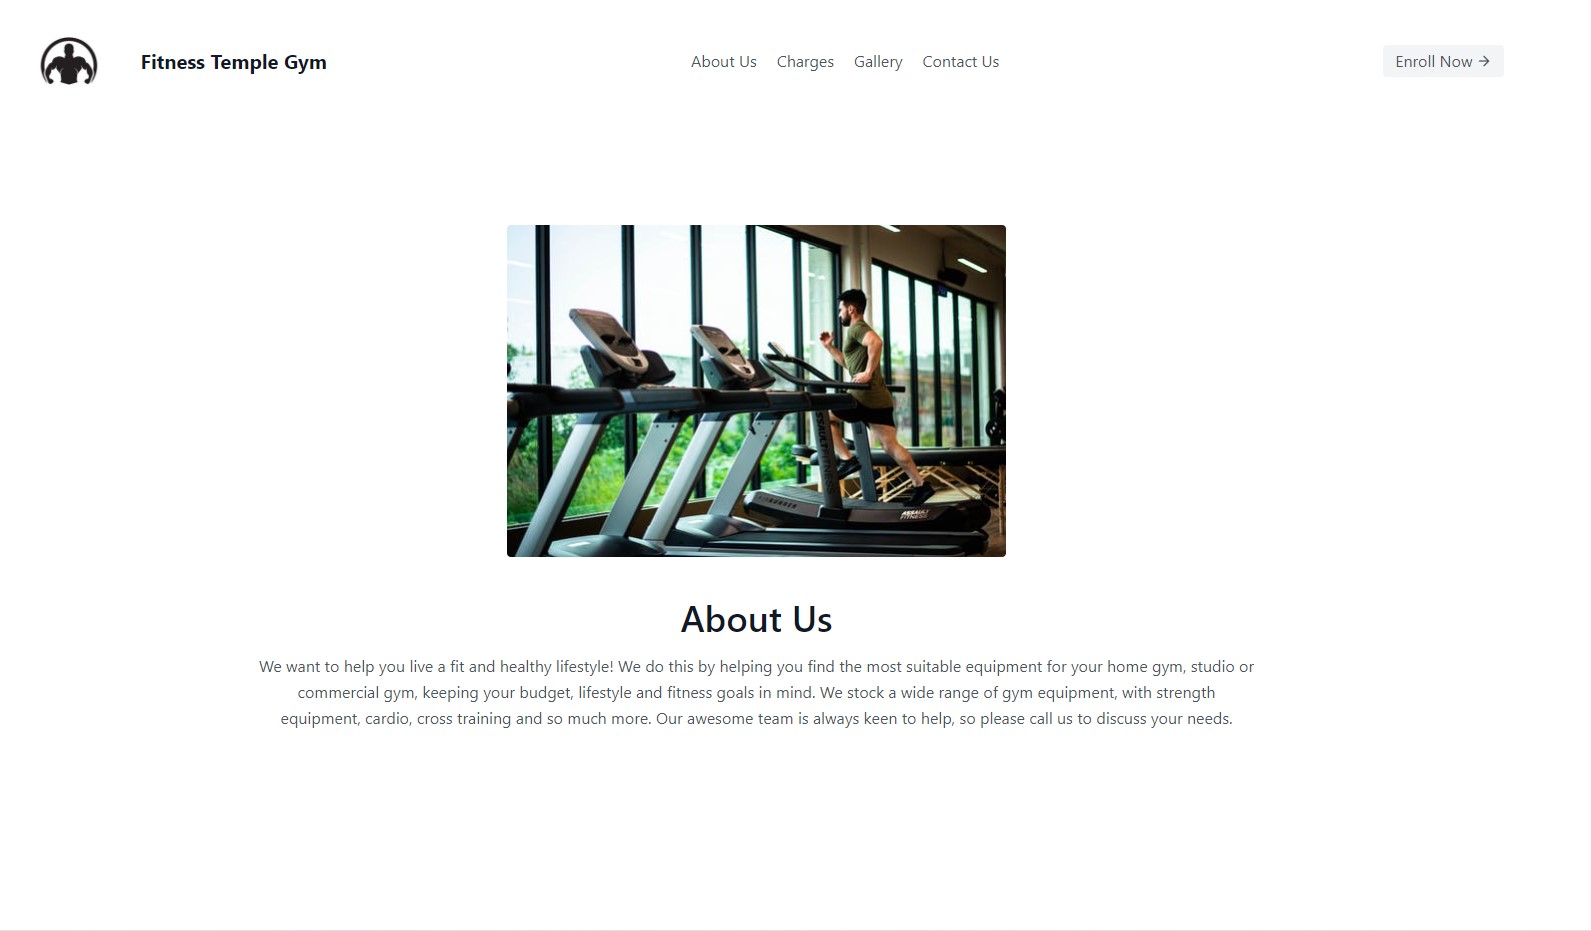 Fitness Temple Gym
About Us
Charges
Gallery
Contact Us
Enroll Now →
ASSAULT FITNESS
ASSAULT
FITNESS
About Us
We want to help you live a fit and healthy lifestyle! We do this by helping you find the most suitable equipment for your home gym, studio or
commercial gym, keeping your budget, lifestyle and fitness goals in mind. We stock a wide range of gym equipment, with strength
equipment, cardio, cross training and so much more. Our awesome team is always keen to help, so please call us to discuss your needs.